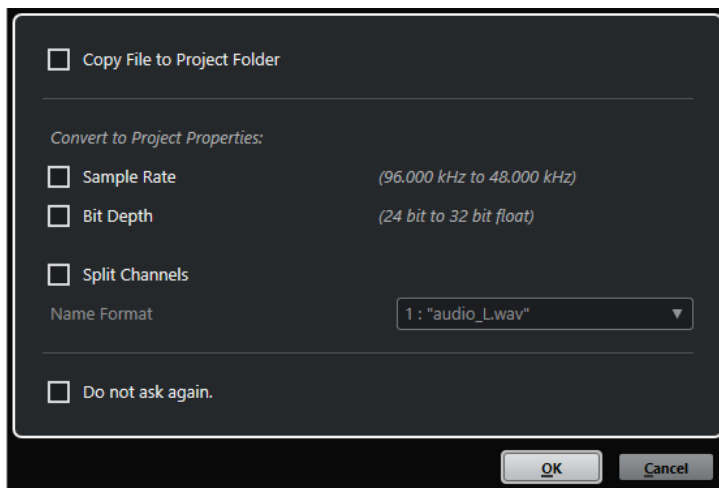 Copy File to Project Folder
Convert to Project Properties:
Sample Rate (96.000 kHz to 48.000 kHz)
Bit Depth (24 bit to 32 bit float)
Split Channels
Name Format 1 : "audio_L.wav"
Do not ask again.
OK Cancel